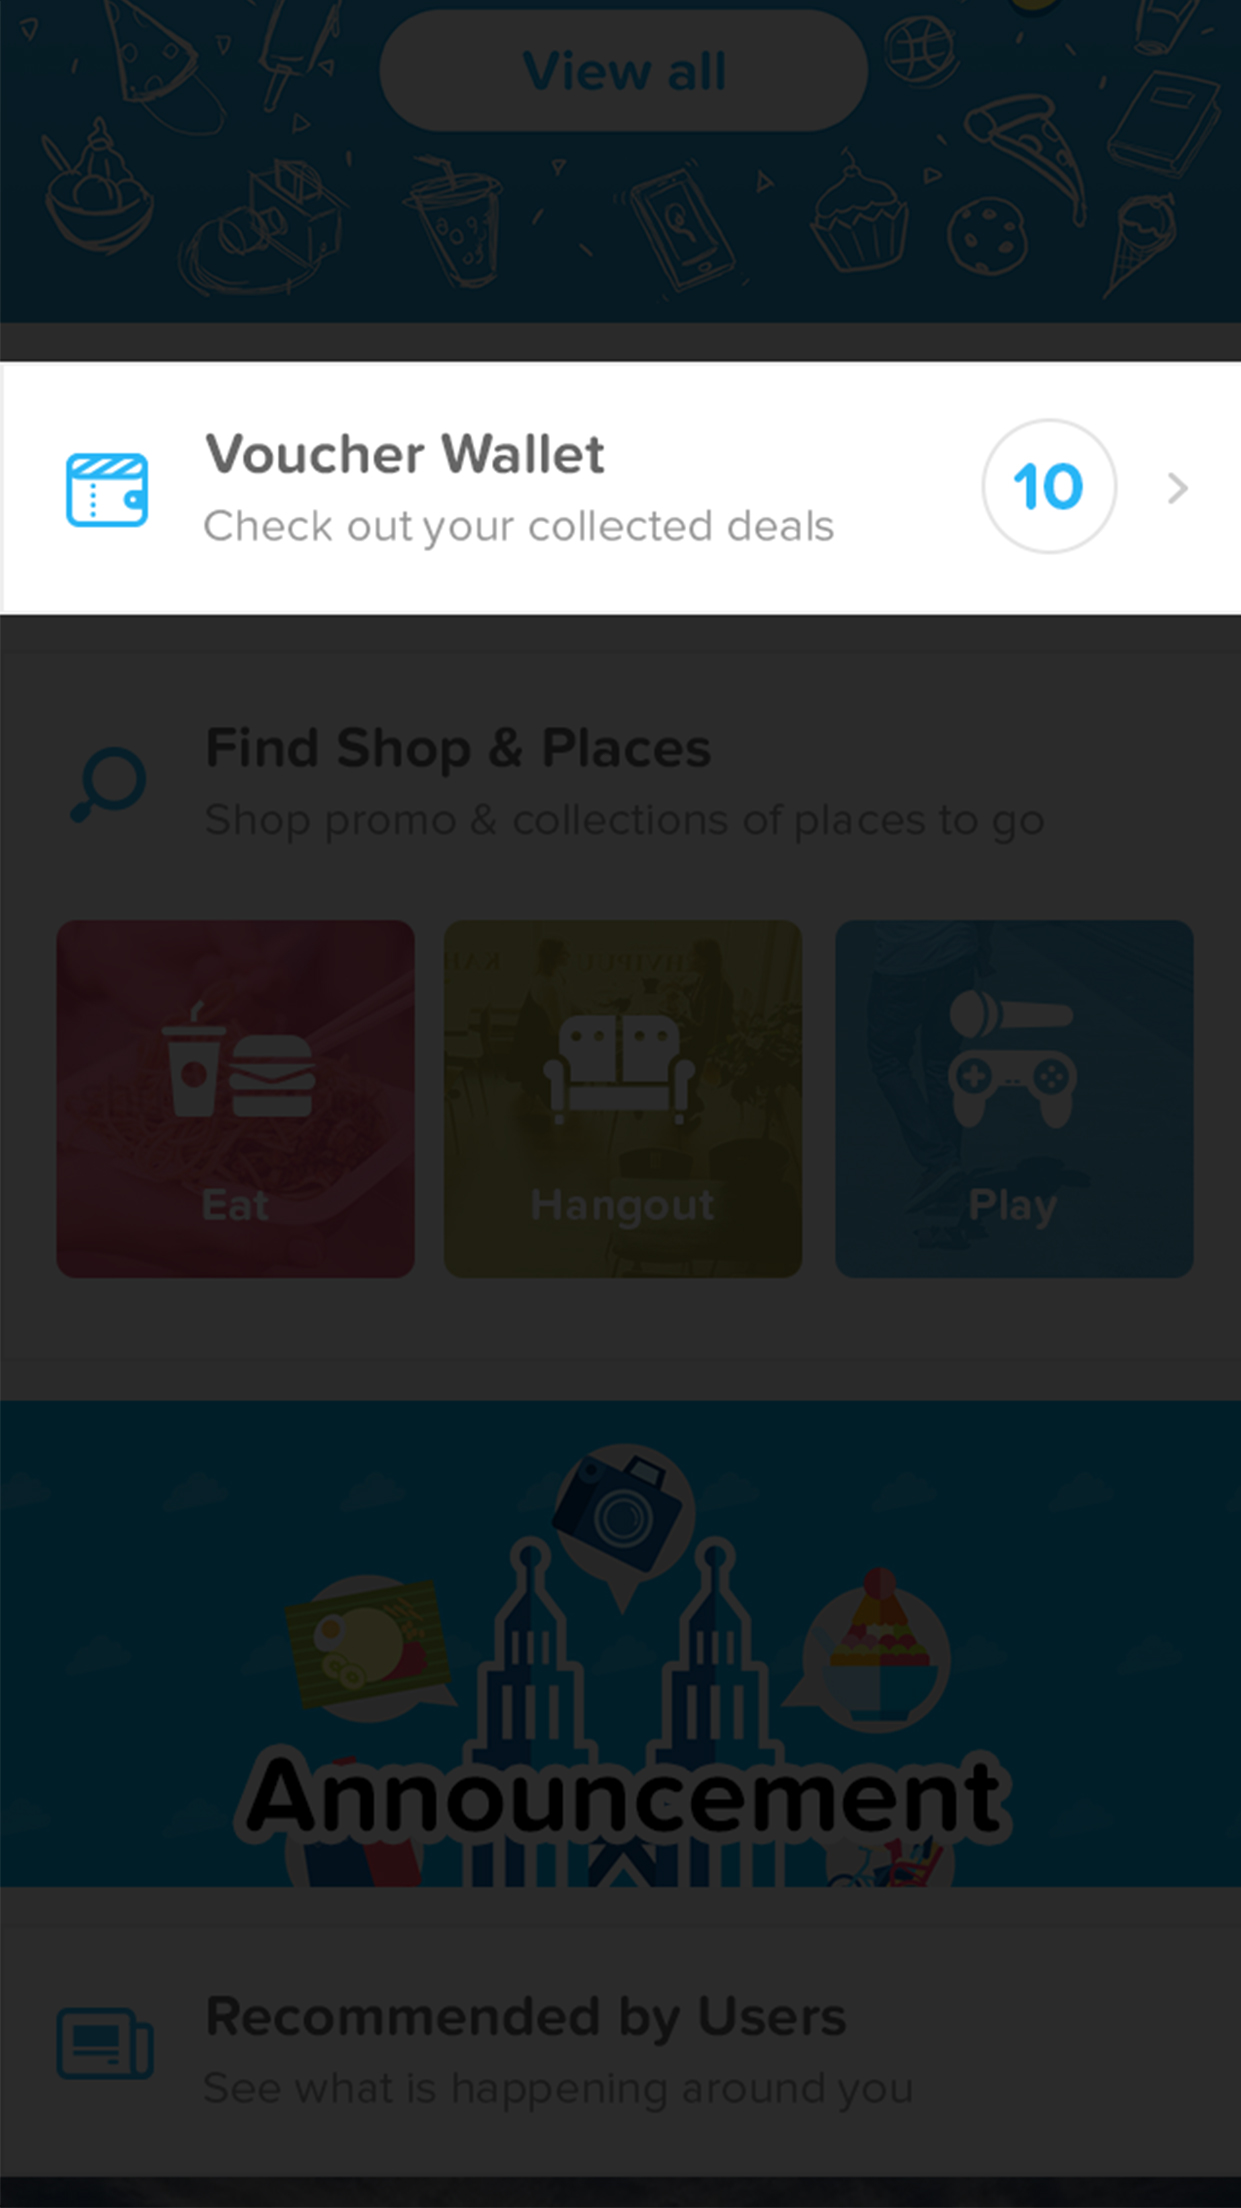 View all
Voucher Wallet
Check out your collected deals
10
Find Shop & Places
Shop promo & collections of places to go
Eat
Hangout
Play
Announcement
Recommended by Users
See what is happening around you